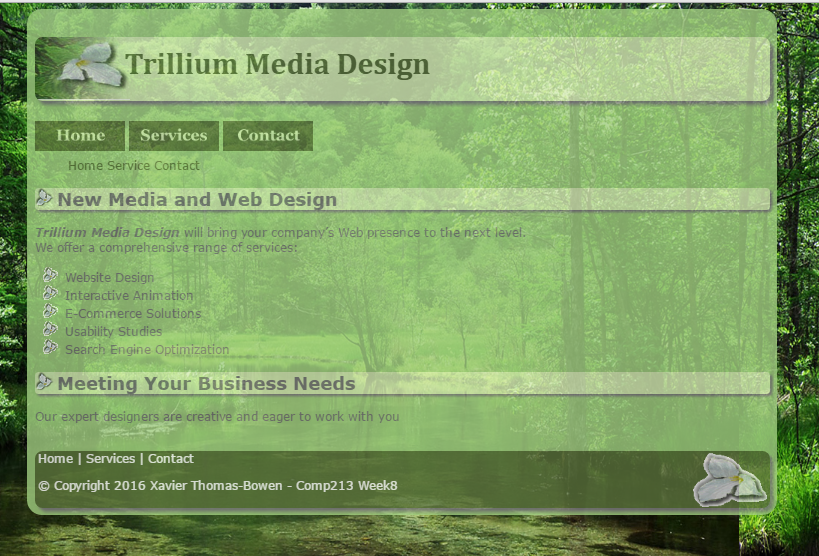 Trillium Media Design
Home Services Contact
Home Service Contact
New Media and Web Design
Trillium Media Design will bring your company's Web presence to the next level.
We offer a comprehensive range of services:
Website Design
Interactive Animation
E-Commerce Solutions
Usability Studies
Search Engine Optimization
Meeting Your Business Needs
Our expert designers are creative and eager to work with you
Home | Services | Contact
© Copyright 2016 Xavier Thomas-Bowen - Comp213 Week8